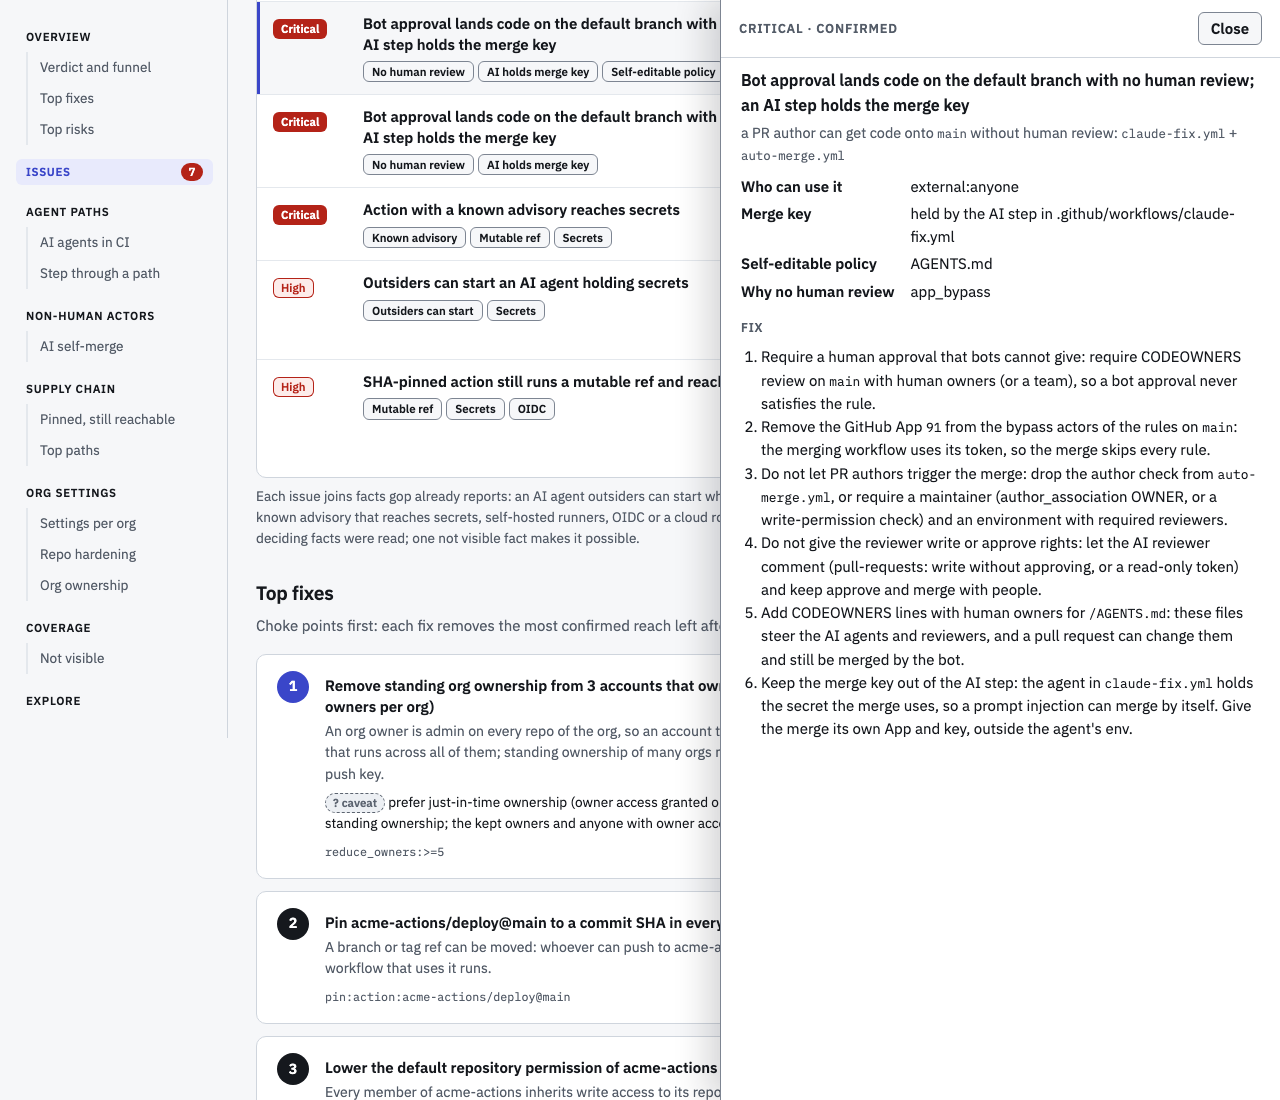 OVERVIEW
Verdict and funnel
Top fixes
Top risks
ISSUES 7
AGENT PATHS
AI agents in CI
Step through a path
NON-HUMAN ACTORS
AI self-merge
SUPPLY CHAIN
Pinned, still reachable
Top paths
ORG SETTINGS
Settings per org
Repo hardening
Org ownership
COVERAGE
Not visible
EXPLORE
Critical
Bot approval lands code on the default branch with
AI step holds the merge key
No human review AI holds merge key Self-editable policy
Critical
Bot approval lands code on the default branch with
AI step holds the merge key
No human review AI holds merge key
Critical
Action with a known advisory reaches secrets
Known advisory Mutable ref Secrets
High
Outsiders can start an AI agent holding secrets
Outsiders can start Secrets
High
SHA-pinned action still runs a mutable ref and
Mutable ref Secrets OIDC
Each issue joins facts gop already reports: an AI agent outsiders can start
known advisory that reaches secrets, self-hosted runners, OIDC or a cloud
deciding facts were read; one not visible fact makes it possible.
Top fixes
Choke points first: each fix removes the most confirmed reach left
1
Remove standing org ownership from 3 accounts that
owners per org)
An org owner is admin on every repo of the org, so an account
that runs across all of them; standing ownership of many orgs
push key.
? caveat prefer just-in-time ownership (owner access granted
standing ownership; the kept owners and anyone with owner
reduce_owners:>=5
2
Pin acme-actions/deploy@main to a commit SHA in every
A branch or tag ref can be moved: whoever can push to
workflow that uses it runs.
pin:action:acme-actions/deploy@main
3
Lower the default repository permission of acme-actions
Every member of acme-actions inherits write access to its
CRITICAL · CONFIRMED
Close
Bot approval lands code on the default branch with no human review;
an AI step holds the merge key
a PR author can get code onto main without human review: claude-fix.yml +
auto-merge.yml
Who can use it external:anyone
Merge key held by the AI step in .github/workflows/claude-
fix.yml
Self-editable policy AGENTS.md
Why no human review app_bypass
FIX
1. Require a human approval that bots cannot give: require CODEOWNERS
review on main with human owners (or a team), so a bot approval never
satisfies the rule.
2. Remove the GitHub App 91 from the bypass actors of the rules on main:
the merging workflow uses its token, so the merge skips every rule.
3. Do not let PR authors trigger the merge: drop the author check from auto-
merge.yml, or require a maintainer (author_association OWNER, or a
write-permission check) and an environment with required reviewers.
4. Do not give the reviewer write or approve rights: let the AI reviewer
comment (pull-requests: write without approving, or a read-only token)
and keep approve and merge with people.
5. Add CODEOWNERS lines with human owners for /AGENTS.md: these files
steer the AI agents and reviewers, and a pull request can change them
and still be merged by the bot.
6. Keep the merge key out of the AI step: the agent in claude-fix.yml holds
the secret the merge uses, so a prompt injection can merge by itself. Give
the merge its own App and key, outside the agent's env.